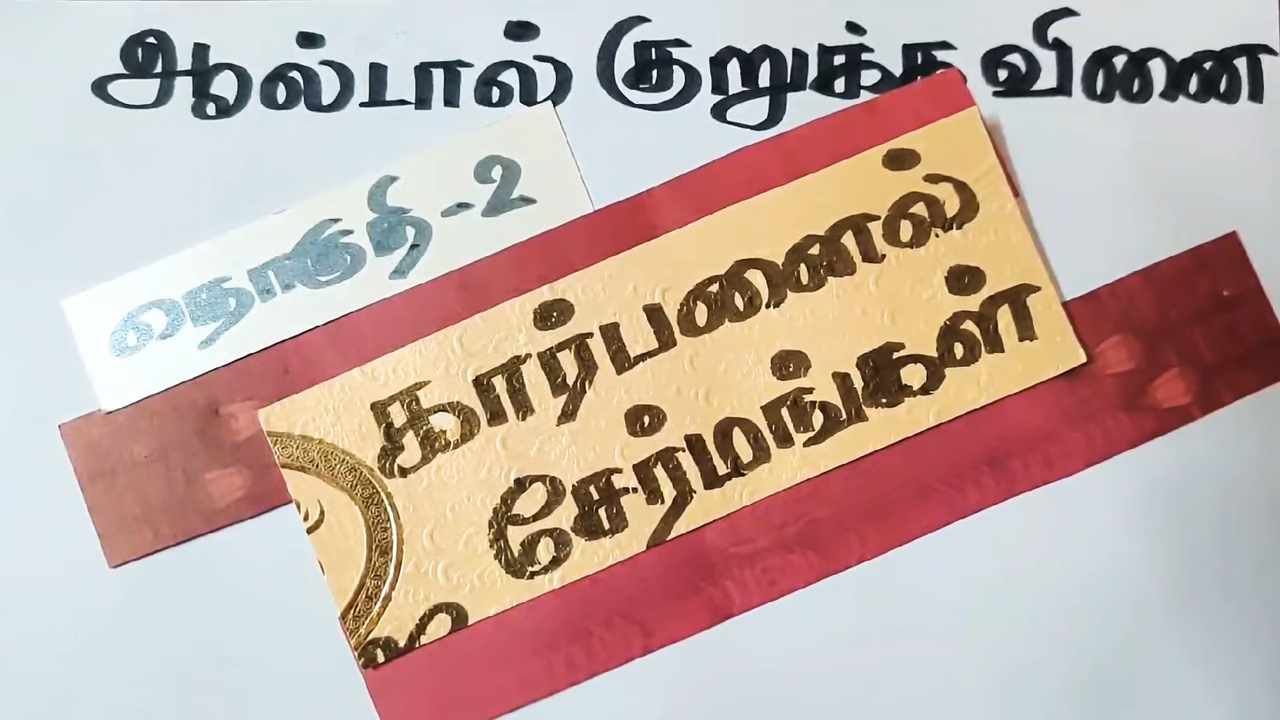 ஆல்டால் குறுக்க வினை
தொகுதி-2
கார்பனைல்
சேர்மங்கள்